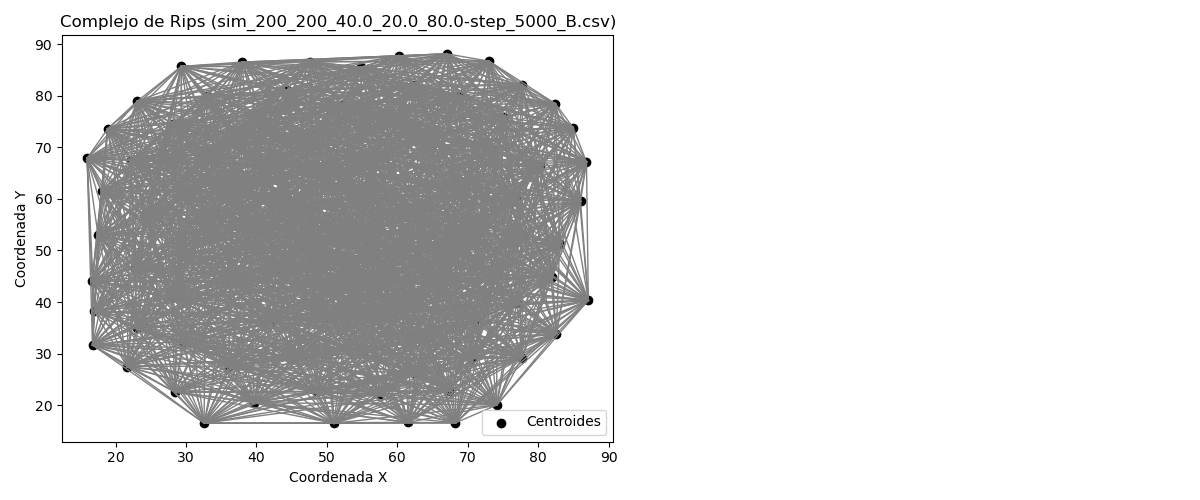 Complejo de Rips (sim_200_200_40.0_20.0_80.0-step_5000_B.csv)
90
80
70
60
50
40
30
20
Coordenada Y
Centroides
20 30 40 50 60 70 80 90
Coordenada X